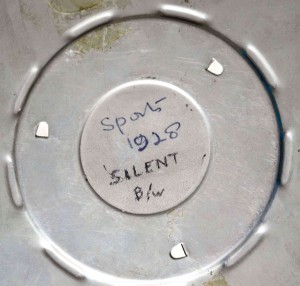 Sports
1928
SILENT
B/w